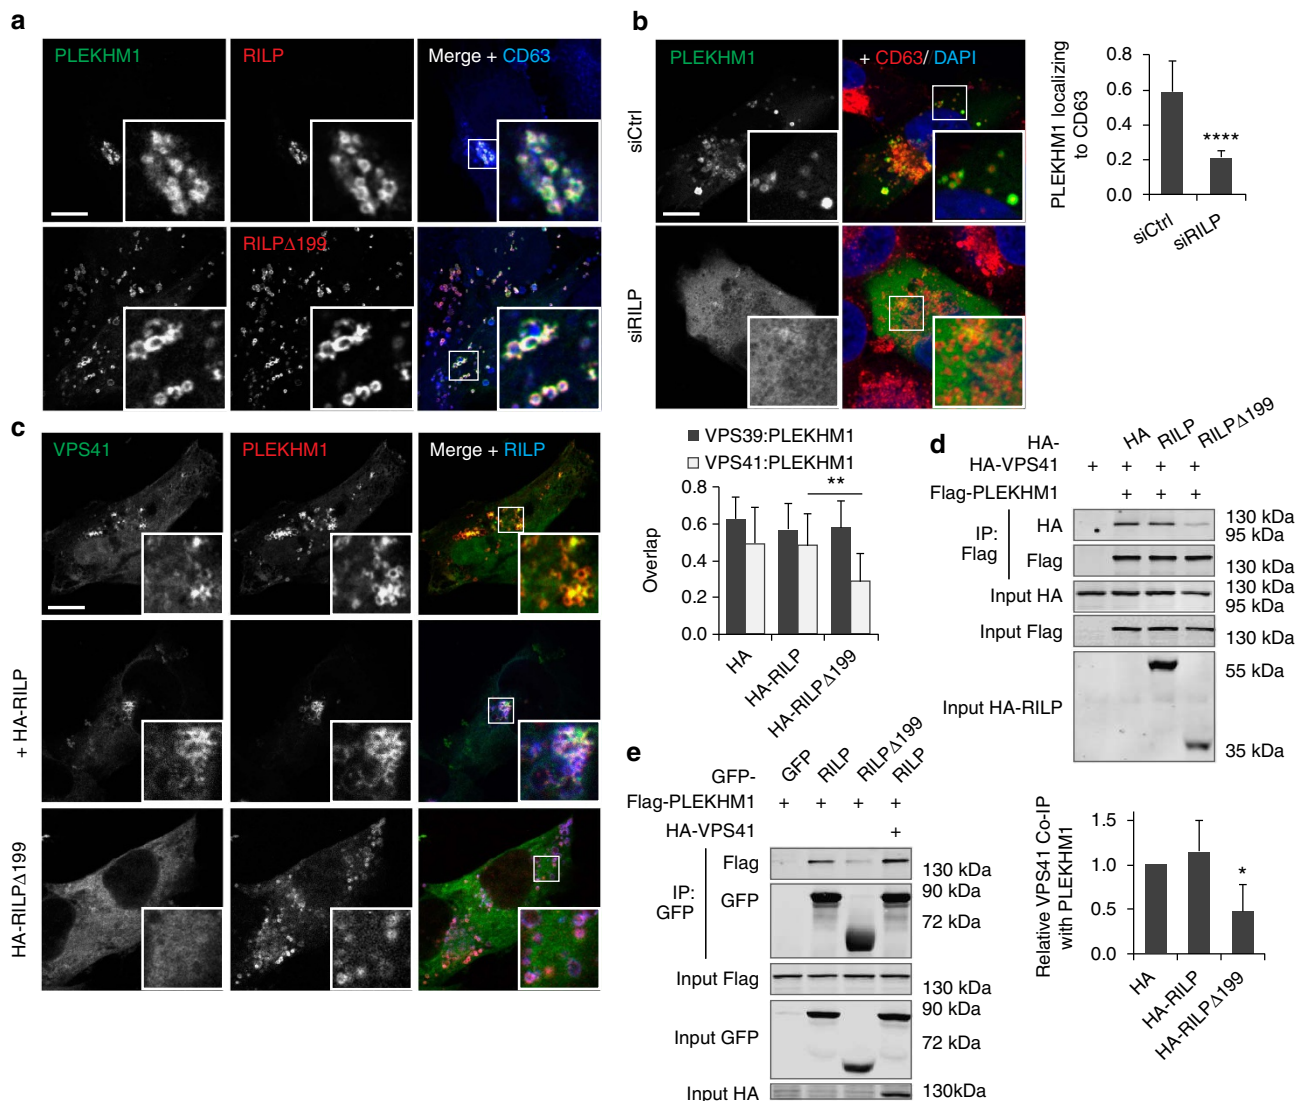 a
PLEKHM1
RILP
Merge + CD63
RILPΔ199
b
PLEKHM1
+ CD63/ DAPI
siCtrl
siRILP
PLEKHM1 localizing
to CD63
0.8
0.6
0.4
0.2
0.0
****
siCtrl
siRILP
c
VPS41
PLEKHM1
Merge + RILP
+ HA-RILP
HA-RILPΔ199
VPS39:PLEKHM1
VPS41:PLEKHM1
**
Overlap
0.8
0.6
0.4
0.2
0.0
HA
HA-RILP
HA-RILPΔ199
d
HA-
HA
RILP
RILPΔ199
HA-VPS41 + + + +
Flag-PLEKHM1 + + +
IP:
Flag
HA
130 kDa
95 kDa
Flag
130 kDa
Input HA
130 kDa
95 kDa
Input Flag
130 kDa
Input HA-RILP
55 kDa
35 kDa
e
GFP-
GFP
RILP
RILPΔ199
RILP
Flag-PLEKHM1 + + + +
HA-VPS41 +
IP:
GFP
Flag
130 kDa
GFP
90 kDa
72 kDa
Input Flag
130 kDa
Input GFP
90 kDa
72 kDa
Input HA
130kDa
Relative VPS41 Co-IP
with PLEKHM1
1.5
1.0
0.5
0.0
*
HA
HA-RILP
HA-RILPΔ199